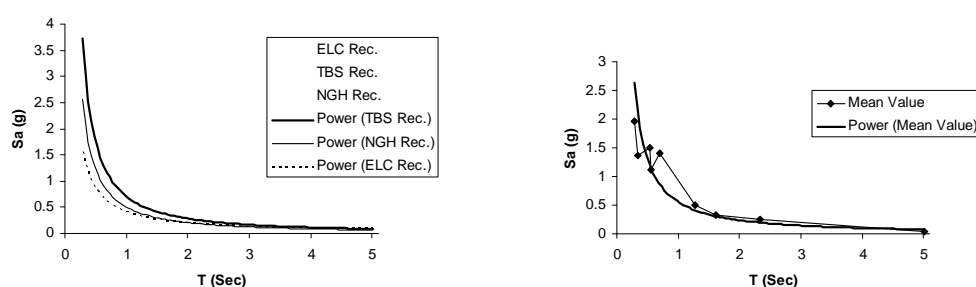 4
3.5
3
2.5
2
1.5
1
0.5
0
Sa (g)
0 1 2 3 4 5
T (Sec)
ELC Rec.
TBS Rec.
NGH Rec.
Power (TBS Rec.)
Power (NGH Rec.)
Power (ELC Rec.)
3
2.5
2
1.5
1
0.5
0
Sa (g)
0 1 2 3 4 5
T (Sec)
Mean Value
Power (Mean Value)